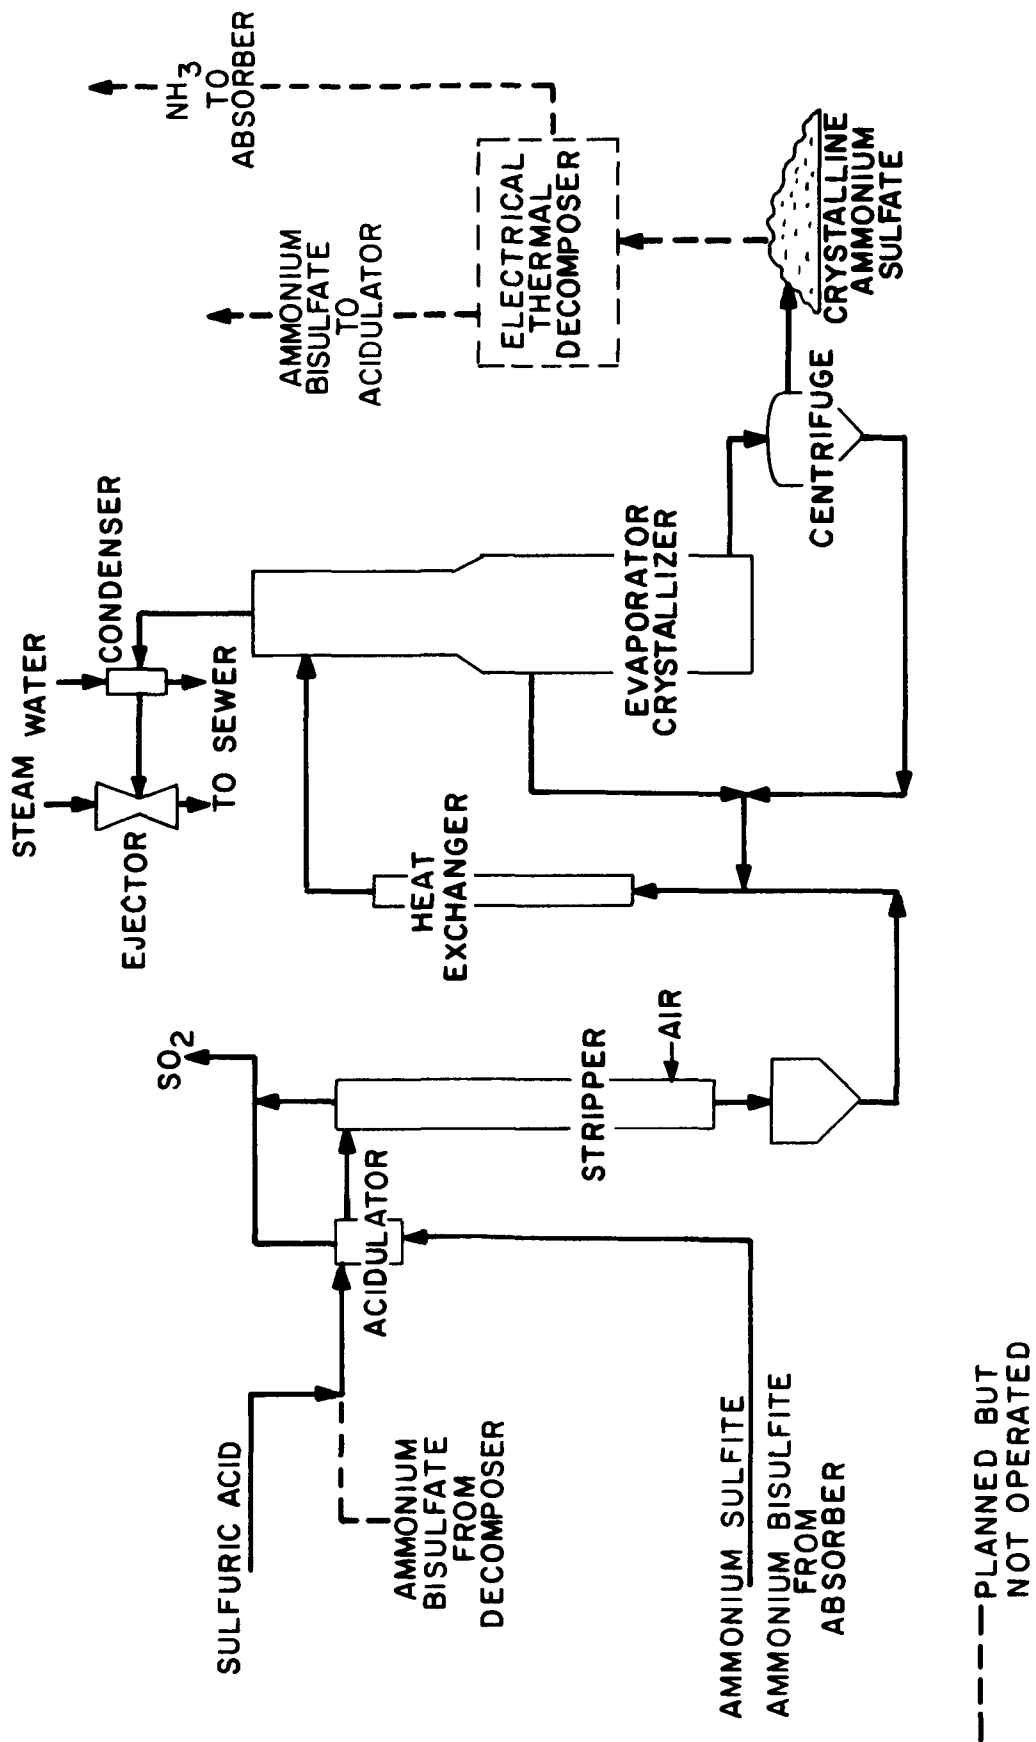 STEAM
WATER
CONDENSER
EJECTOR
TO SEWER
NH3
TO
ABSORBER
AMMONIUM
BISULFATE
TO
ACIDULATOR
SO2
SULFURIC ACID
ACIDULATOR
HEAT
EXCHANGER
ELECTRICAL
THERMAL
DECOMPOSER
AMMONIUM
BISULFATE
FROM
DECOMPOSER
STRIPPER
AIR
EVAPORATOR
CRYSTALLIZER
CENTRIFUGE
CRYSTALLINE
AMMONIUM
SULFATE
AMMONIUM SULFITE
AMMONIUM BISULFITE
FROM
ABSORBER
PLANNED BUT
NOT OPERATED